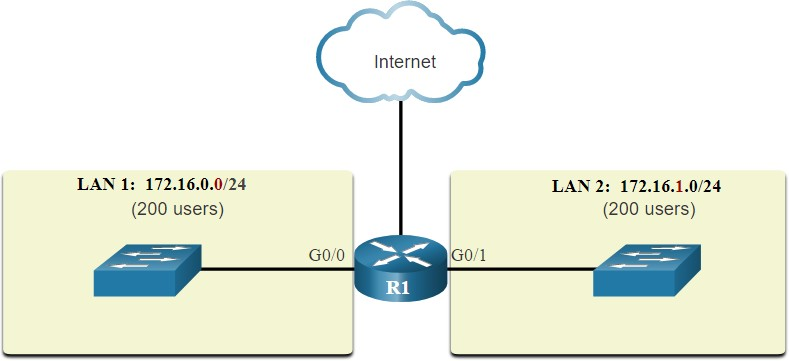 Internet
LAN 1: 172.16.0.0/24
(200 users)
LAN 2: 172.16.1.0/24
(200 users)
G0/0
G0/1
R1